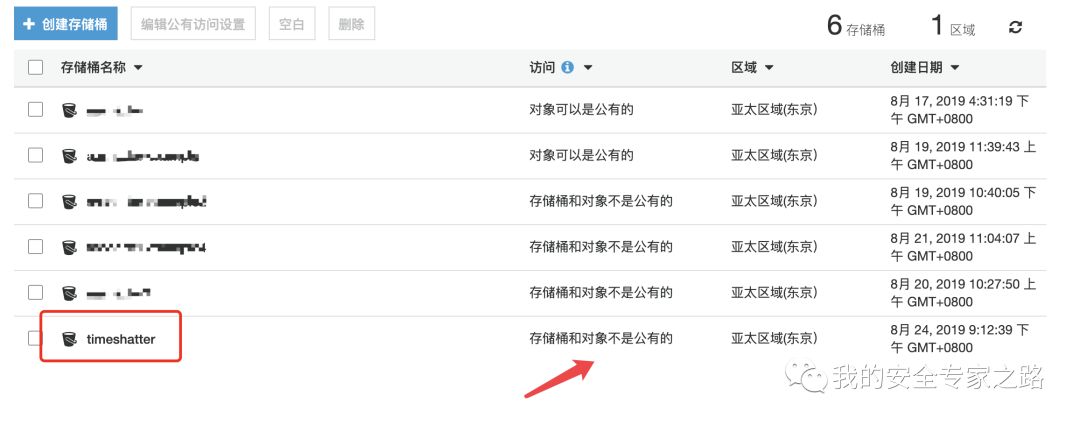 创建存储桶 编辑公有访问设置 空白 删除 6 存储桶 1 区域
存储桶名称 访问 区域 创建日期
对象可以是公有的 亚太区域(东京) 8月 17, 2019 4:31:19 下
午 GMT+0800
对象可以是公有的 亚太区域(东京) 8月 19, 2019 11:39:43 上
午 GMT+0800
存储桶和对象不是公有的 亚太区域(东京) 8月 19, 2019 10:40:05 下
午 GMT+0800
存储桶和对象不是公有的 亚太区域(东京) 8月 21, 2019 11:04:07 上
午 GMT+0800
存储桶和对象不是公有的 亚太区域(东京) 8月 20, 2019 10:27:50 上
午 GMT+0800
timeshatter 存储桶和对象不是公有的 亚太区域(东京) 8月 24, 2019 9:12:39 下
午 GMT+0800
我的安全专家之路